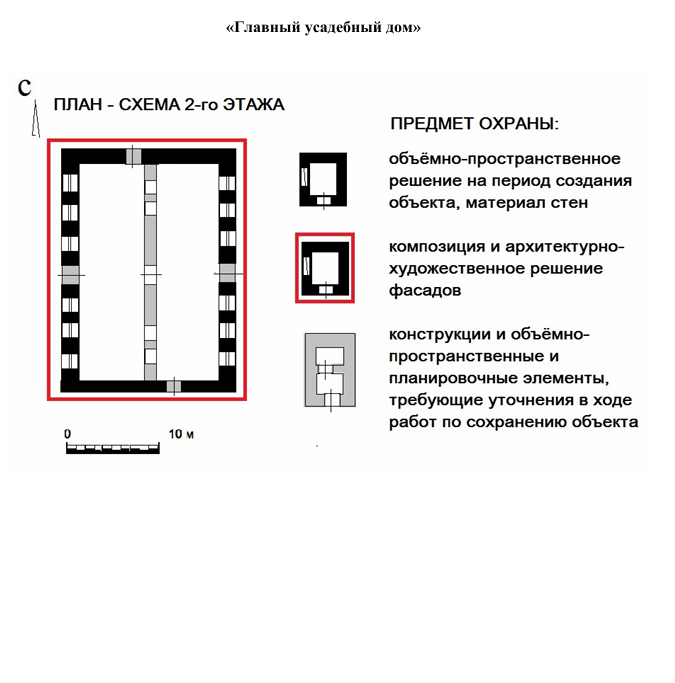 «Главный усадебный дом»
С
ПЛАН - СХЕМА 2-го ЭТАЖА
ПРЕДМЕТ ОХРАНЫ:
объёмно-пространственное
решение на период создания
объекта, материал стен
композиция и архитектурно-
художественное решение
фасадов
конструкции и объёмно-
пространственные и
планировочные элементы,
требующие уточнения в ходе
работ по сохранению объекта
0 10 м